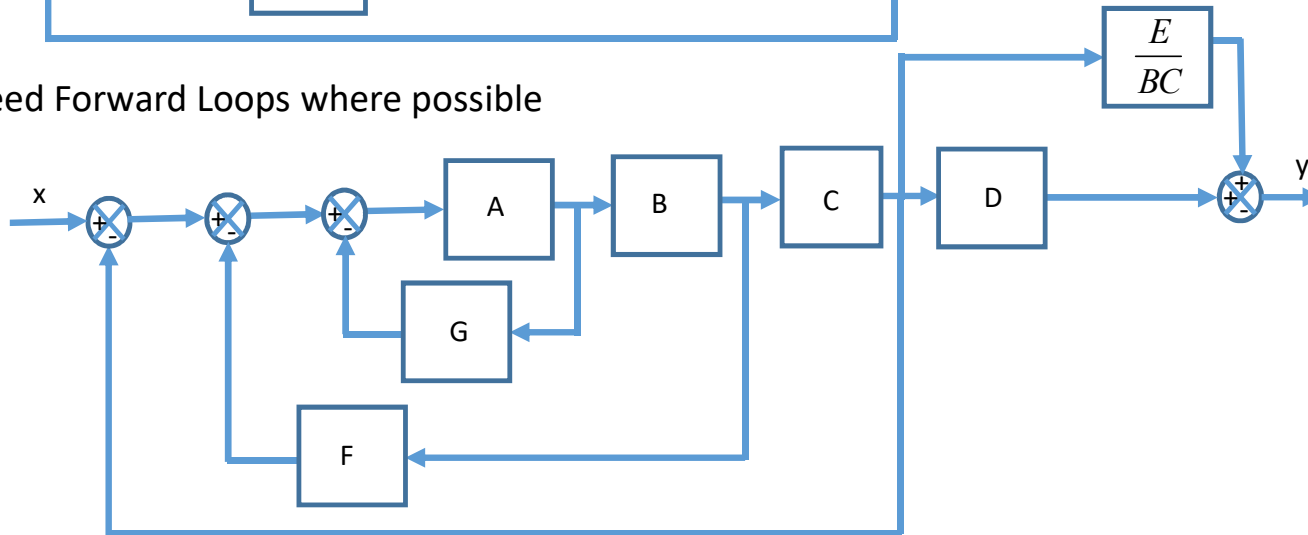 E
BC
eed Forward Loops where possible
x
y
+
-
+
-
+
-
A
B
C
D
+
+
-
G
F